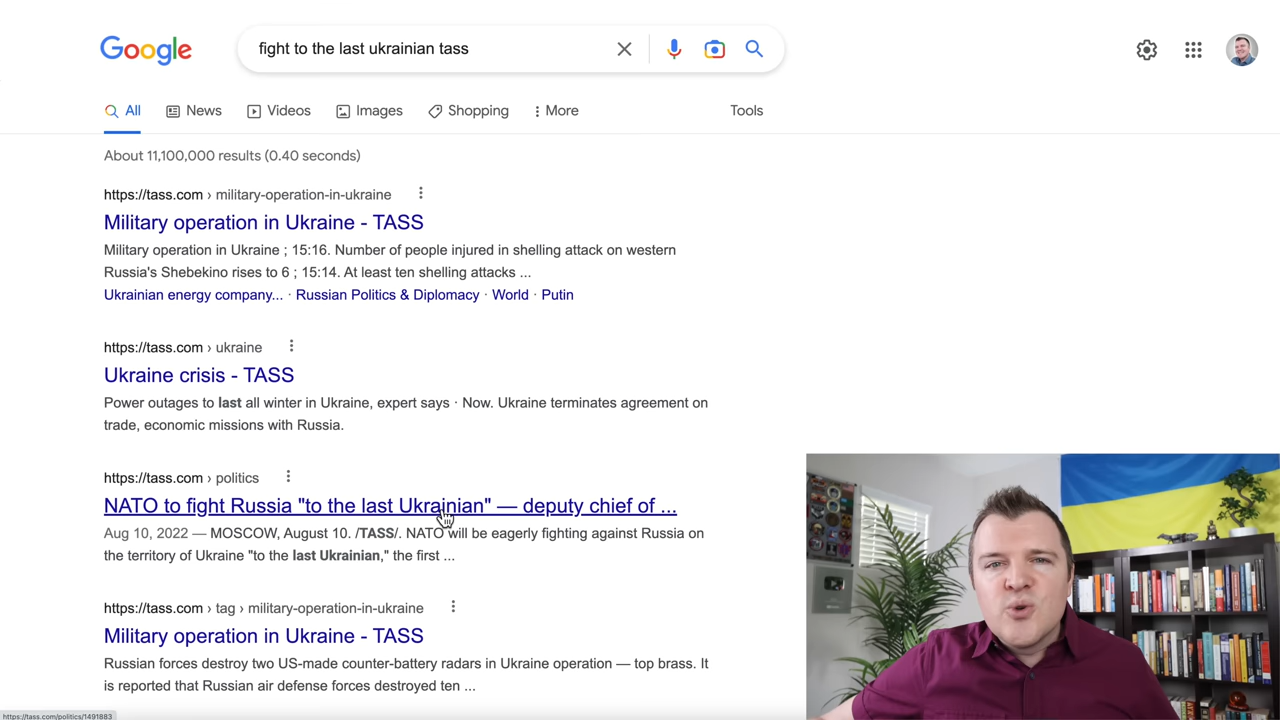 Google
fight to the last ukrainian tass
All
News
Videos
Images
Shopping
More
Tools
About 11,100,000 results (0.40 seconds)
https://tass.com › military-operation-in-ukraine
Military operation in Ukraine - TASS
Military operation in Ukraine ; 15:16. Number of people injured in shelling attack on western
Russia's Shebekino rises to 6 ; 15:14. At least ten shelling attacks ...
Ukrainian energy company... · Russian Politics & Diplomacy · World · Putin
https://tass.com › ukraine
Ukraine crisis - TASS
Power outages to last all winter in Ukraine, expert says · Now. Ukraine terminates agreement on
trade, economic missions with Russia.
https://tass.com › politics
NATO to fight Russia "to the last Ukrainian" — deputy chief of ...
Aug 10, 2022 — MOSCOW, August 10. /TASS/. NATO will be eagerly fighting against Russia on
the territory of Ukraine "to the last Ukrainian," the first ...
https://tass.com › tag › military-operation-in-ukraine
Military operation in Ukraine - TASS
Russian forces destroy two US-made counter-battery radars in Ukraine operation — top brass. It
is reported that Russian air defense forces destroyed ten ...
https://tass.com/politics/1491883